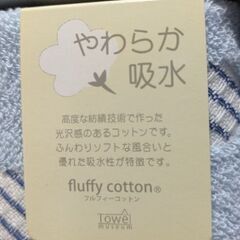 やわらか
吸水
高度な紡績技術で作った
光沢感のあるコットンです。
ふんわりソフトな風合いと
優れた吸水性が特徴です。
fluffy cotton®
フルフィーコットン
Towel
museum